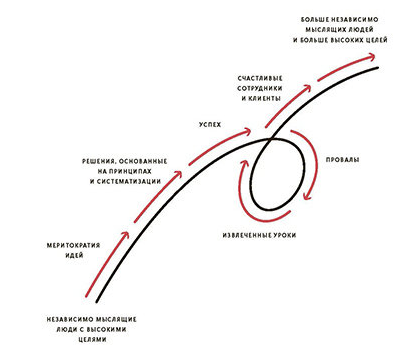 БОЛЬШЕ НЕЗАВИСИМО
МЫСЛЯЩИХ ЛЮДЕЙ
И БОЛЬШЕ ВЫСОКИХ ЦЕЛЕЙ
СЧАСТЛИВЫЕ
СОТРУДНИКИ
И КЛИЕНТЫ
УСПЕХ
ПРОВАЛЫ
РЕШЕНИЯ, ОСНОВАННЫЕ
НА ПРИНЦИПАХ
И СИСТЕМАТИЗАЦИИ
ИЗВЛЕЧЕННЫЕ УРОКИ
МЕРИТОКРАТИЯ
ИДЕЙ
НЕЗАВИСИМО МЫСЛЯЩИЕ
ЛЮДИ С ВЫСОКИМИ
ЦЕЛЯМИ